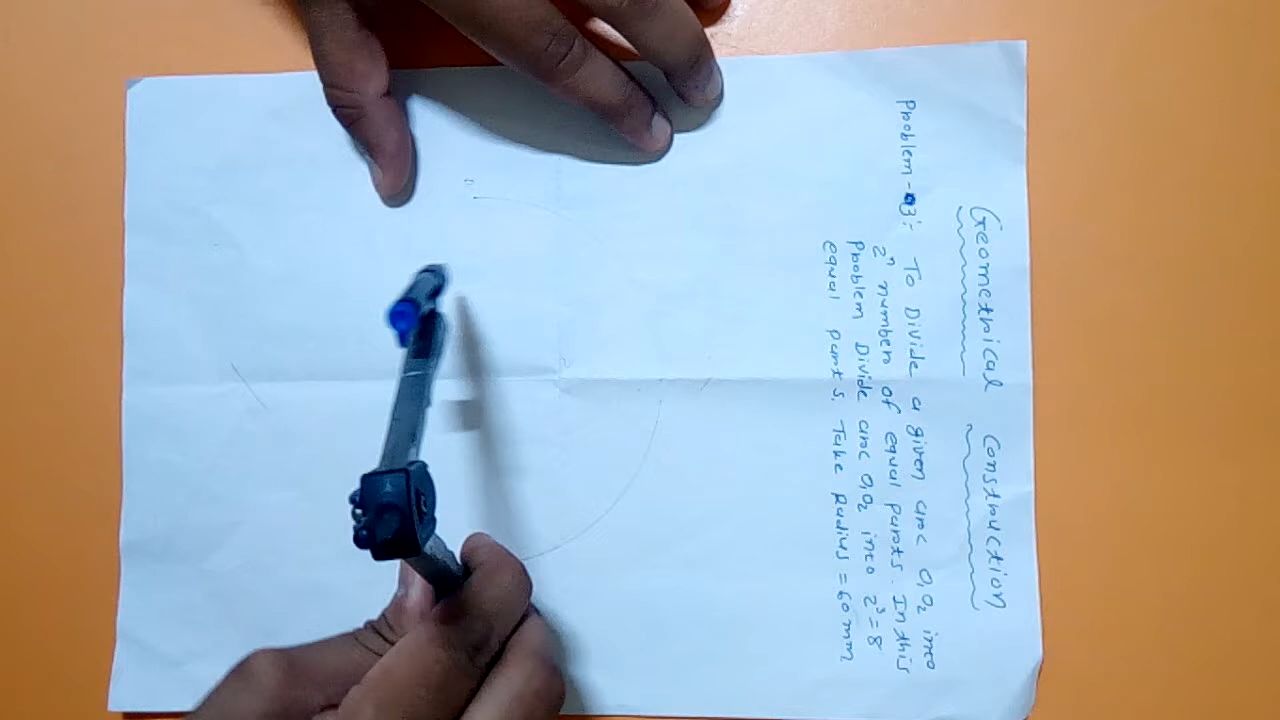 Geometrical Construction
Problem-03: To Divide a given arc O1O2 into
2ⁿ number of equal parts. In this
problem Divide arc O1O2 into 2³ = 8
equal parts. Take Radius = 60mm